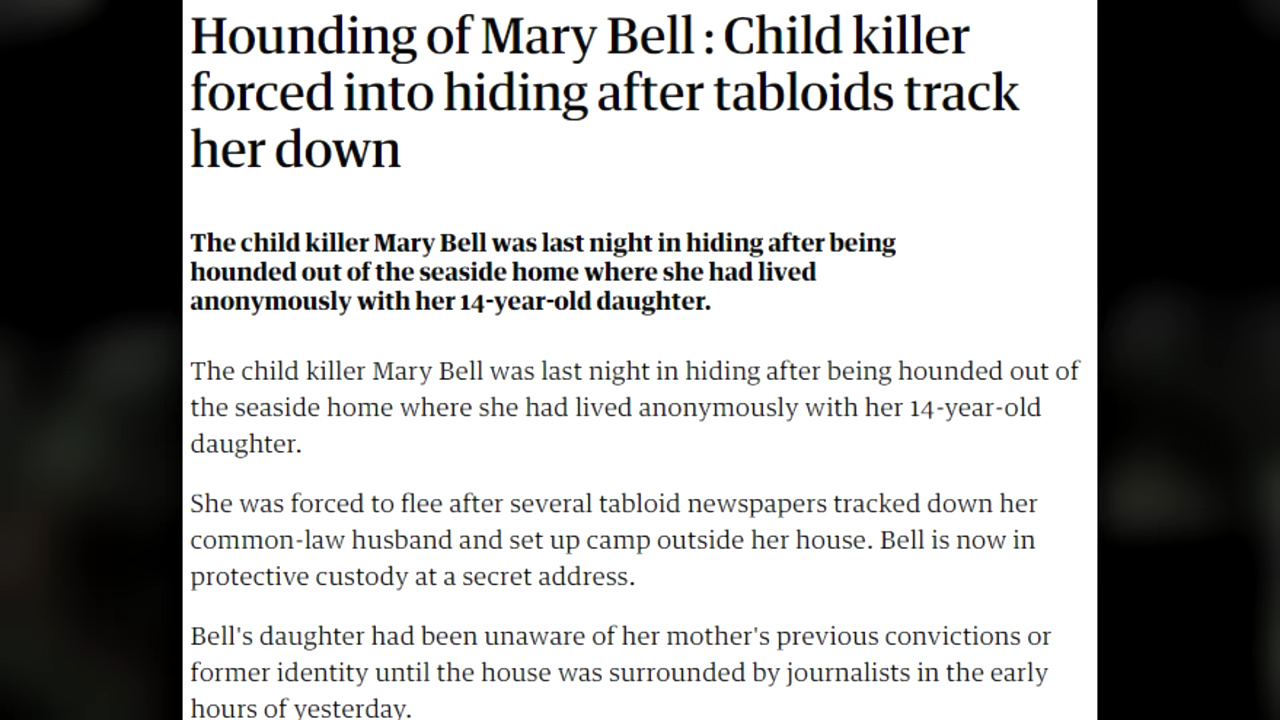 Hounding of Mary Bell : Child killer
forced into hiding after tabloids track
her down
The child killer Mary Bell was last night in hiding after being
hounded out of the seaside home where she had lived
anonymously with her 14-year-old daughter.
The child killer Mary Bell was last night in hiding after being hounded out of
the seaside home where she had lived anonymously with her 14-year-old
daughter.
She was forced to flee after several tabloid newspapers tracked down her
common-law husband and set up camp outside her house. Bell is now in
protective custody at a secret address.
Bell's daughter had been unaware of her mother's previous convictions or
former identity until the house was surrounded by journalists in the early
hours of yesterday.